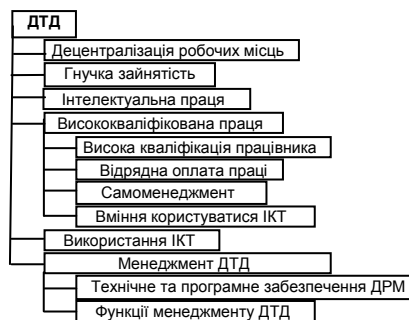 ДТД
Децентралізація робочих місць
Гнучка зайнятість
Інтелектуальна праця
Висококваліфікована праця
Висока кваліфікація працівника
Відрядна оплата праці
Самоменеджмент
Вміння користуватися ІКТ
Використання ІКТ
Менеджмент ДТД
Технічне та програмне забезпечення ДРМ
Функції менеджменту ДТД